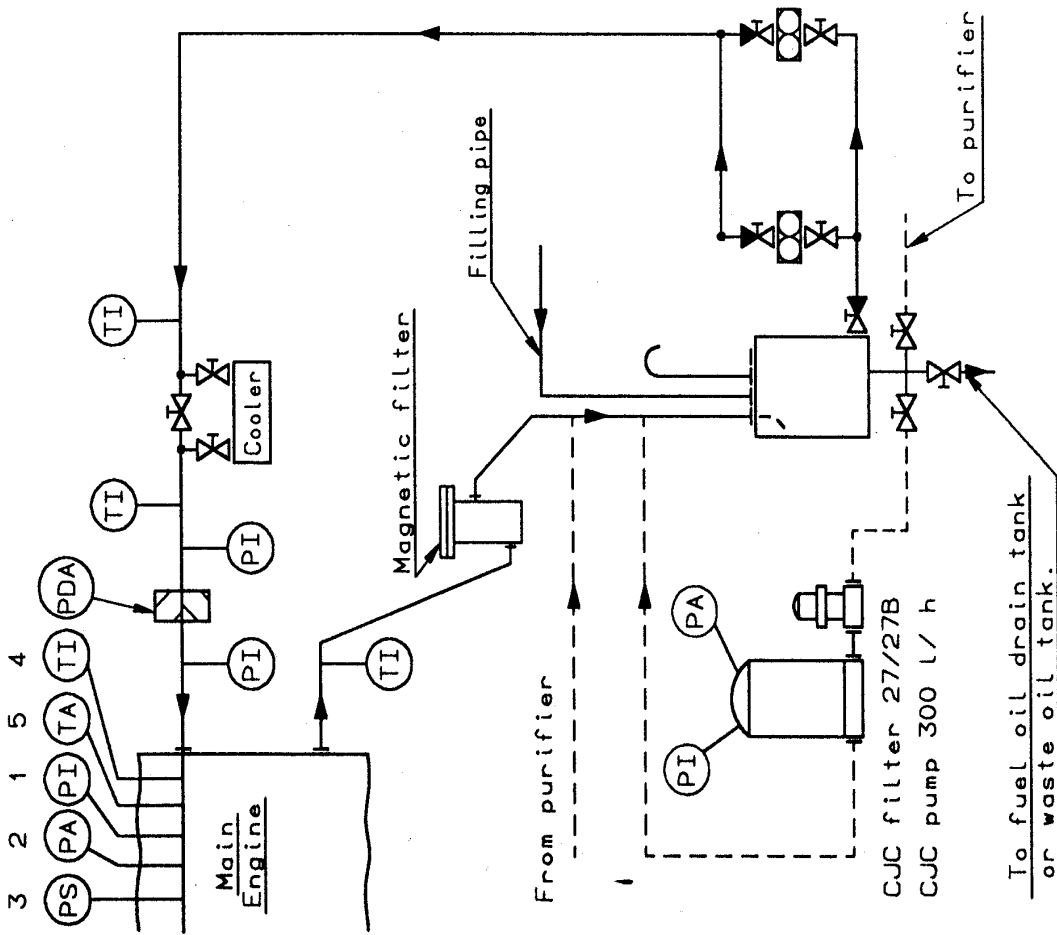 3
2
1
5
4
PS
PA
PI
TA
TI
PDA
TI
TI
PI
PI
Cooler
Main
Engine
TI
Magnetic filter
Filling pipe
From purifier
PI
PA
CJC filter 27/27B
CJC pump 300 l/ h
To purifier
To fuel oil drain tank
or waste oil tank.